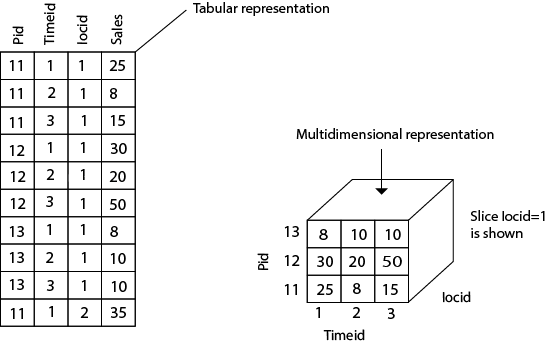 Tabular representation
Pid Timeid locid Sales
11 1 1 25
11 2 1 8
11 3 1 15
12 1 1 30
12 2 1 20
12 3 1 50
13 1 1 8
13 2 1 10
13 3 1 10
11 1 2 35
Multidimensional representation
Slice locid=1
is shown
13 8 10 10
12 30 20 50
11 25 8 15
Pid
locid
1 2 3
Timeid